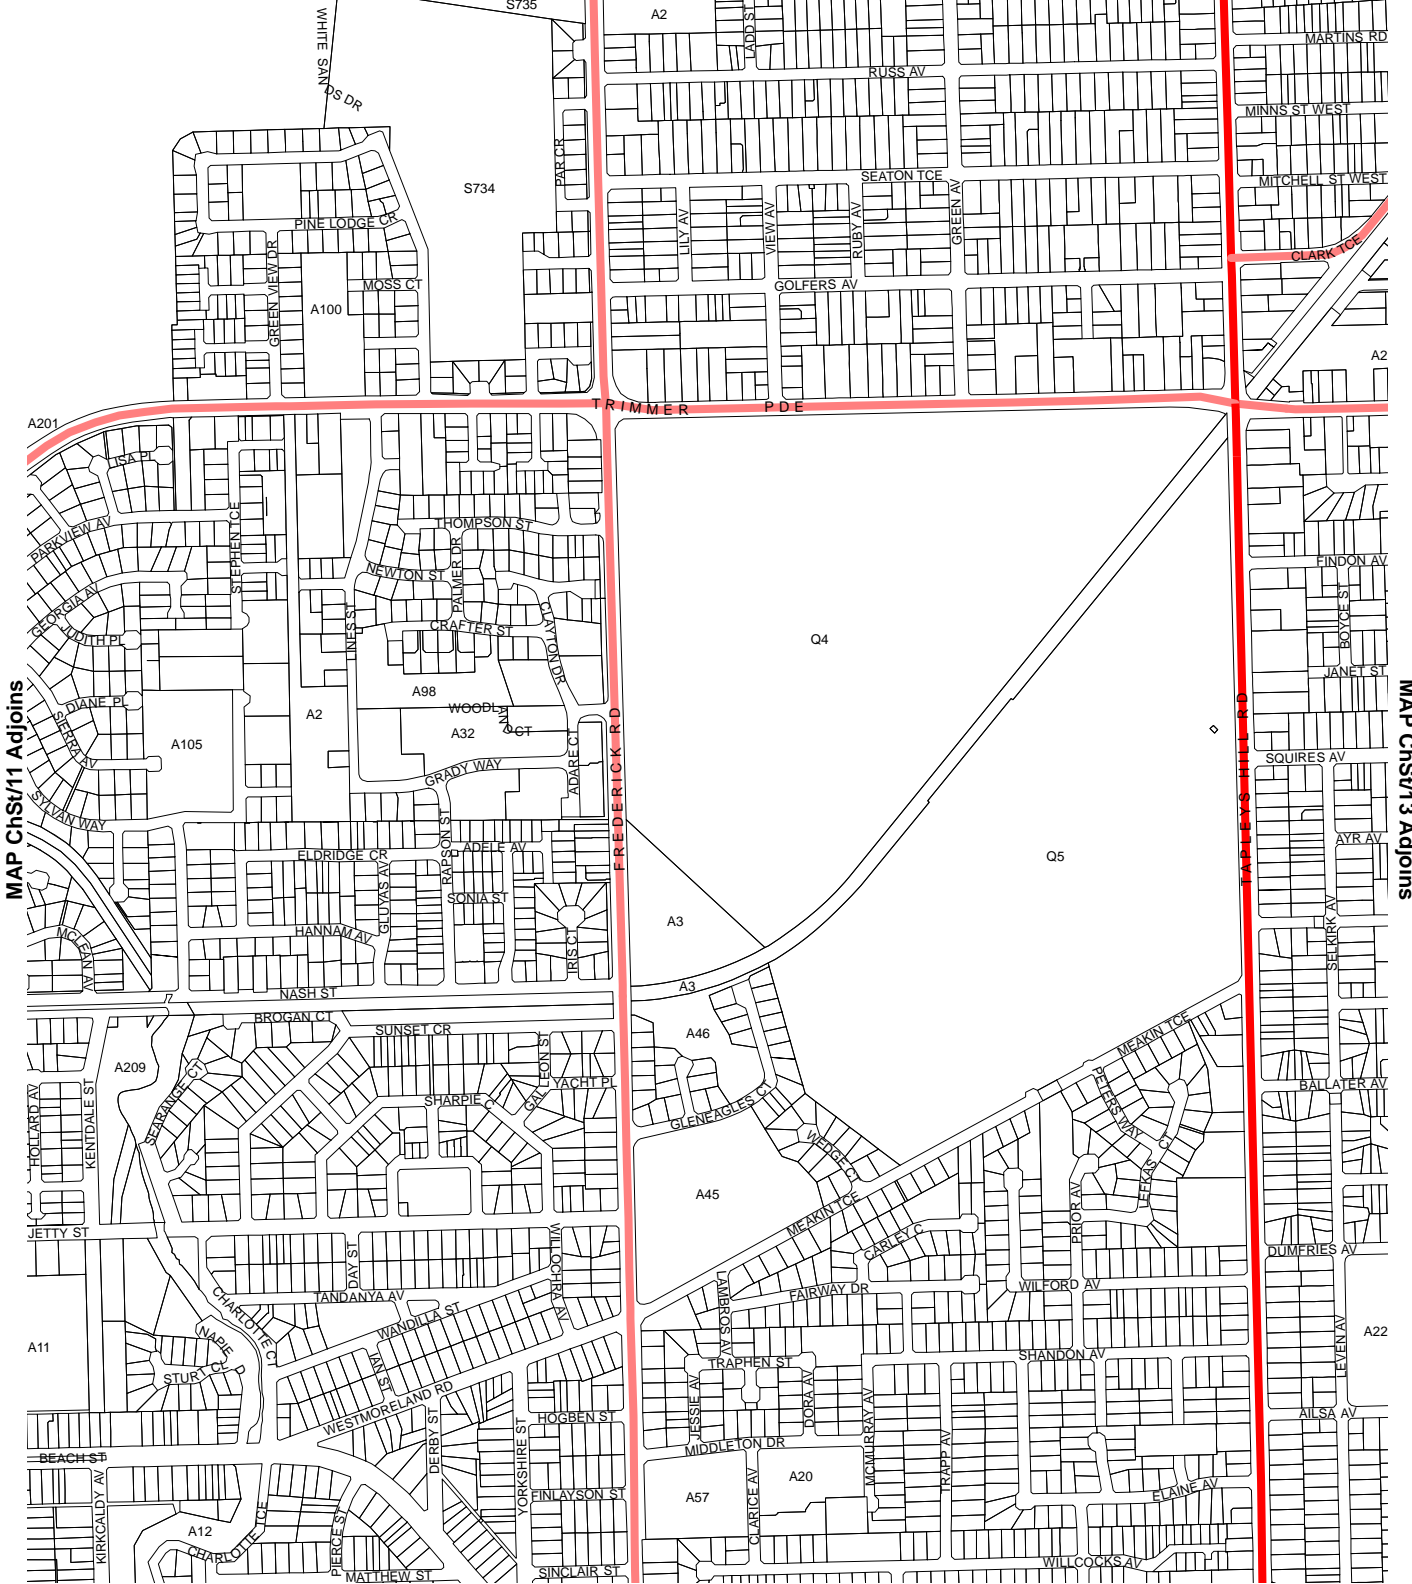 S735
A2
ADD ST
WHITE SAN
DS DR
MARTINS RD
RUSS AV
MINNS ST WEST
PAR CR
SEATON TCE
MITCHELL ST WEST
S734
PINE LODGE CR
LILY AV
VIEW AV
RUBY AV
GREEN AV
CLARK TCE
GREEN VIEW DR
MOSS CT
GOLFERS AV
A100
A2
TRIMMER PDE
A201
ISA PL
PARKVIEW AV
STEPHEN TCE
THOMPSON ST
PALMER DR
NEWTON ST
FINDON AV
BOYCE ST
GEORGIA AV
JUDITH PL
INES ST
CRAFTER ST
CLAYTON DR
Q4
JANET ST
MAP ChSt/11 Adjoins
MAP ChSt/13 Adjoins
DIANE PL
SIERRA AV
A98
WOODL
AND CT
A2
A32
A105
FREDERICK RD
TAPLEYS HILL RD
ADARE CT
GRADY WAY
SQUIRES AV
SYLVAN WAY
RAPSON ST
ELDRIDGE CR
ADELE AV
AYR AV
Q5
GLUYAS AV
SONIA ST
A3
SELKIRK AV
MCLEAN AV
HANNAM AV
IRIS CT
NASH ST
A3
BROGAN CT
SUNSET CR
A46
MEAKIN TCE
GALLEON ST
A209
SEARANGE CT
YACHT PL
BALLATER AV
HOLLARD AV
KENTDALE ST
SHARPIE C
GLENEAGLES CT
PETERS WAY
WEDGE CT
LEFKAS CT
A45
PRIOR AV
MEAKIN TCE
JETTY ST
CARLEY C
WILLOCHRA AV
DUMFRIES AV
DAY ST
LAMBROS AV
FAIRWAY DR
WILFORD AV
TANDANYA AV
CHARLOTTE CT
WANDILLA ST
NAPIE D
A11
A22
LEVEN AV
STURT CL
IAN ST
TRAPHEN ST
SHANDON AV
WESTMORELAND RD
JESSIE AV
DORA AV
MCMURRAY AV
DERBY ST
HOGBEN ST
AILSA AV
YORKSHIRE ST
MIDDLETON DR
TRAPP AV
BEACH ST
KIRKCALDY AV
A20
A57
CLARICE AV
FINLAYSON ST
ELAINE AV
A12
CHARLOTTE TCE
PIERCE ST
MATTHEW ST
SINCLAIR ST
WILLCOCKS AV